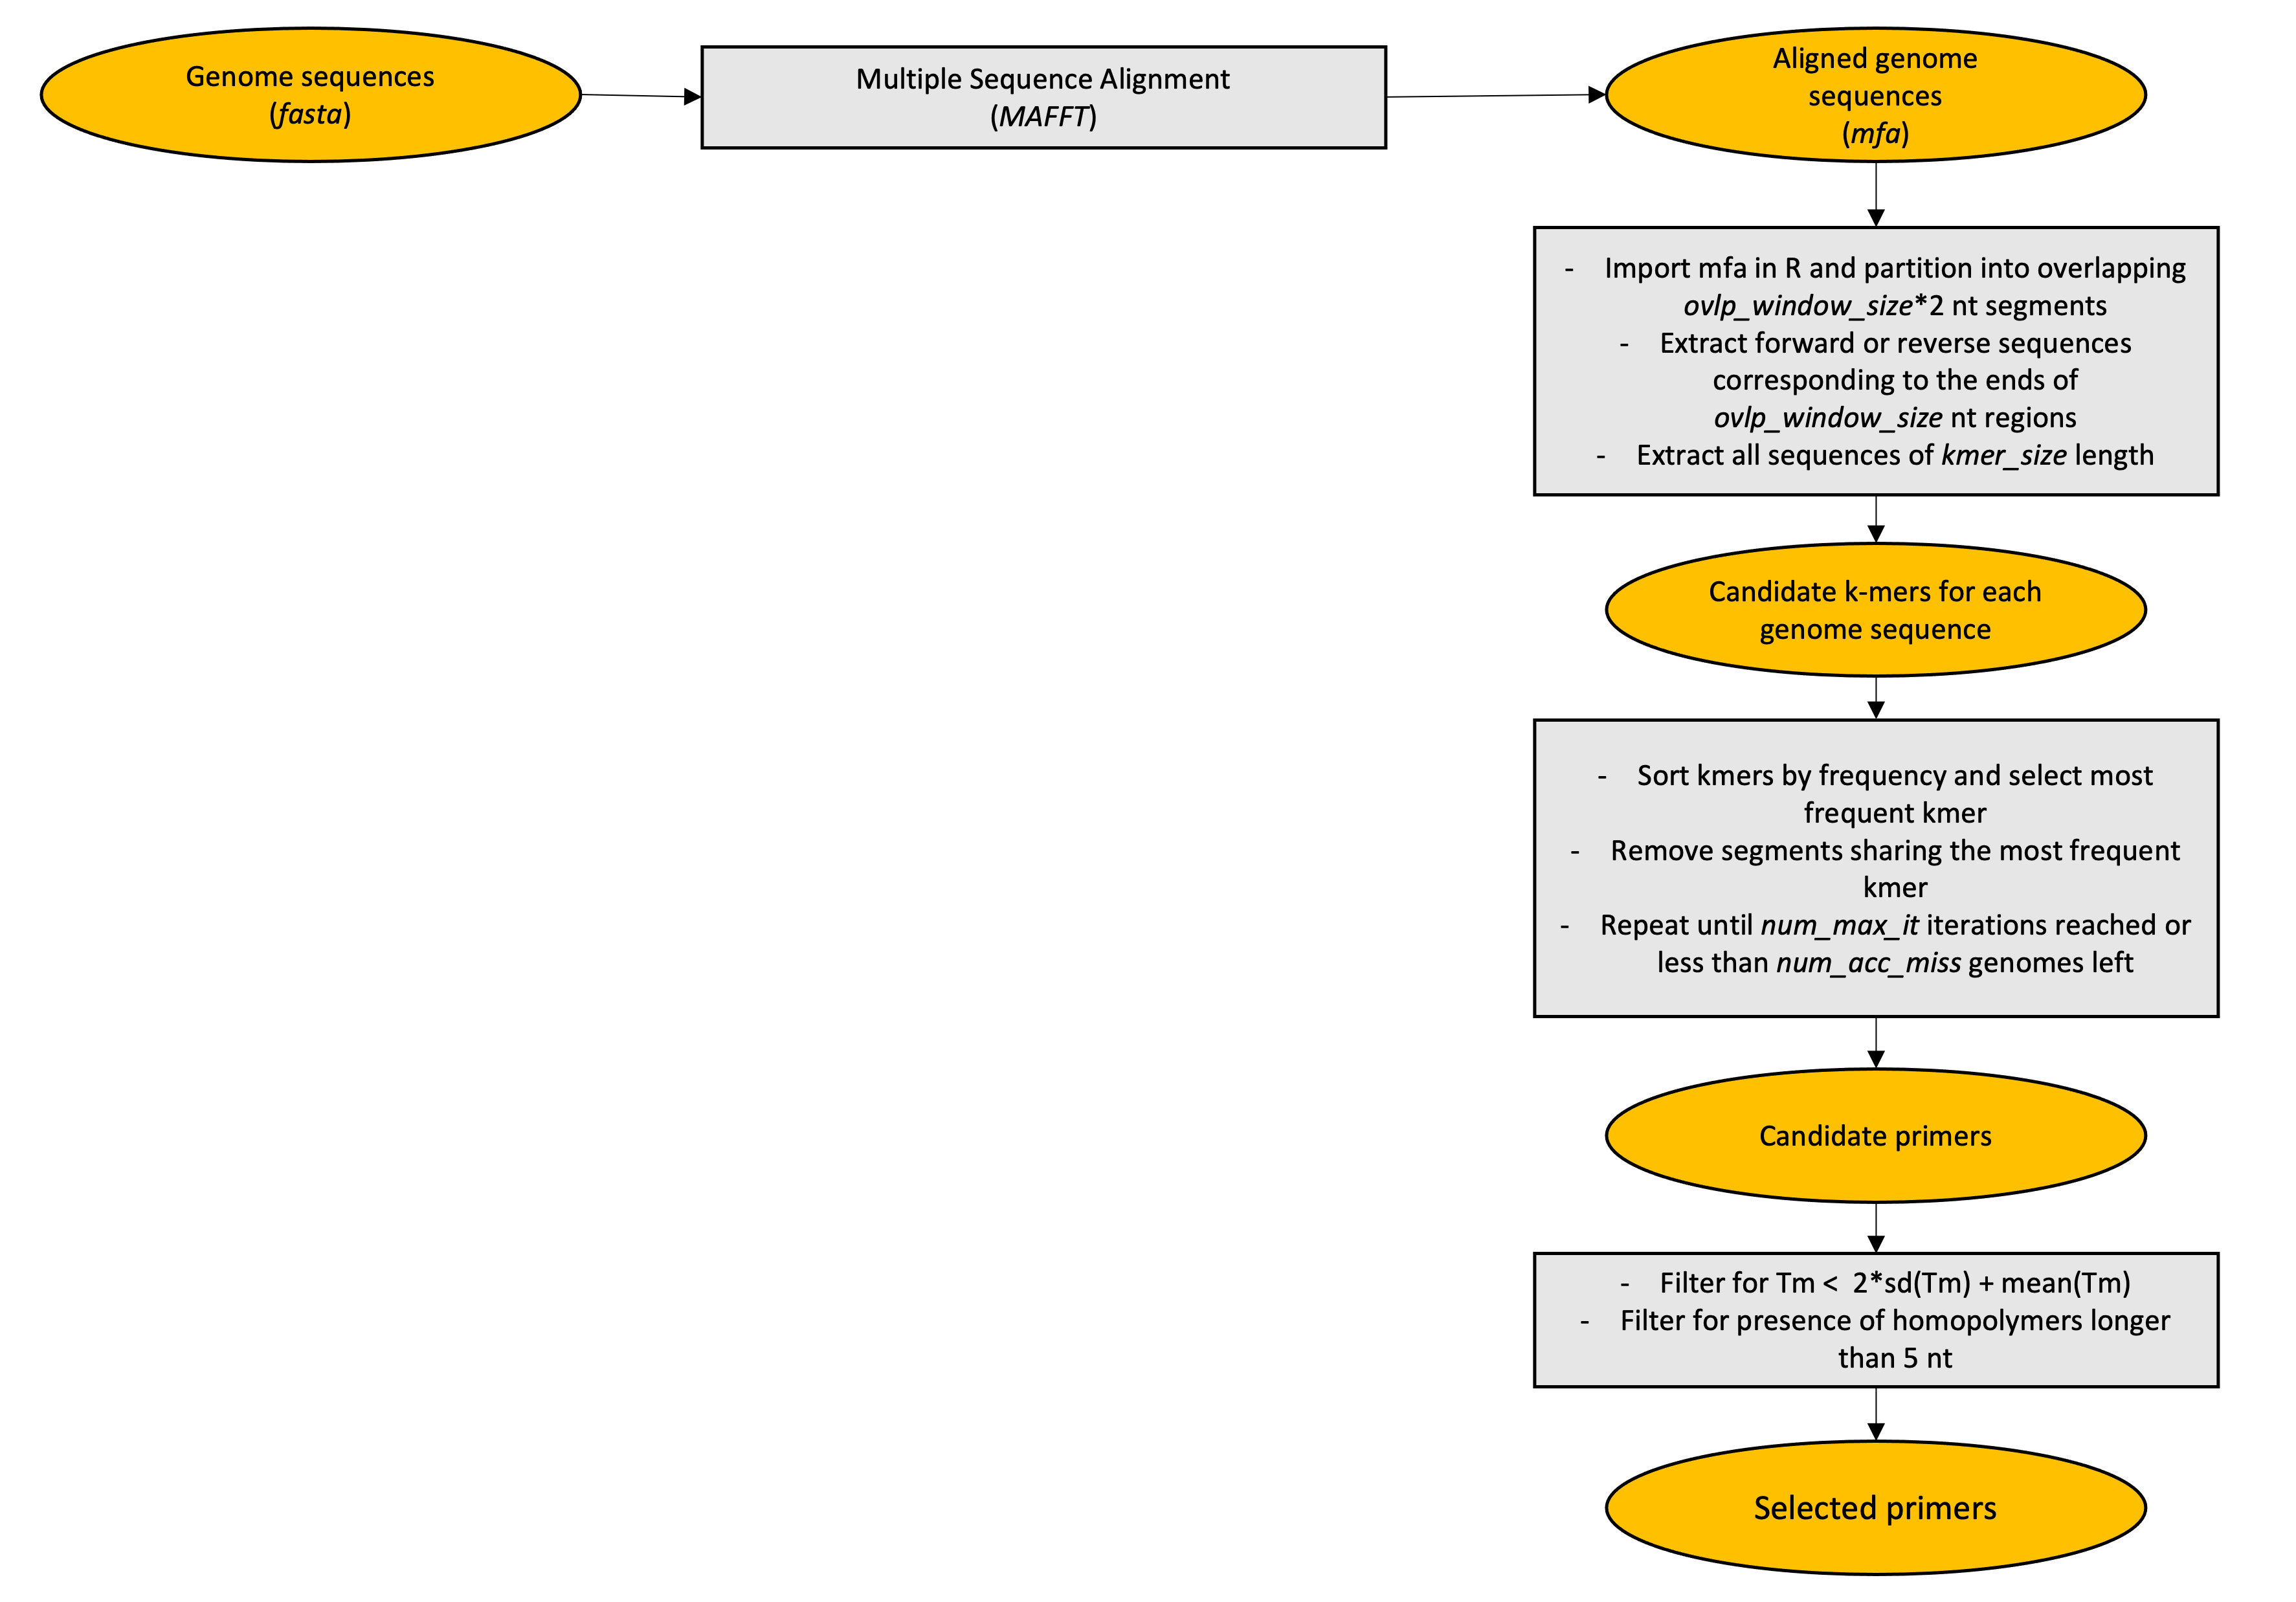 Genome sequences
(fasta)
Multiple Sequence Alignment
(MAFFT)
Aligned genome
sequences
(mfa)
- Import mfa in R and partition into overlapping
ovlp_window_size*2 nt segments
- Extract forward or reverse sequences
corresponding to the ends of
ovlp_window_size nt regions
- Extract all sequences of kmer_size length
Candidate k-mers for each
genome sequence
- Sort kmers by frequency and select most
frequent kmer
- Remove segments sharing the most frequent
kmer
- Repeat until num_max_it iterations reached or
less than num_acc_miss genomes left
Candidate primers
- Filter for Tm < 2*sd(Tm) + mean(Tm)
- Filter for presence of homopolymers longer
than 5 nt
Selected primers